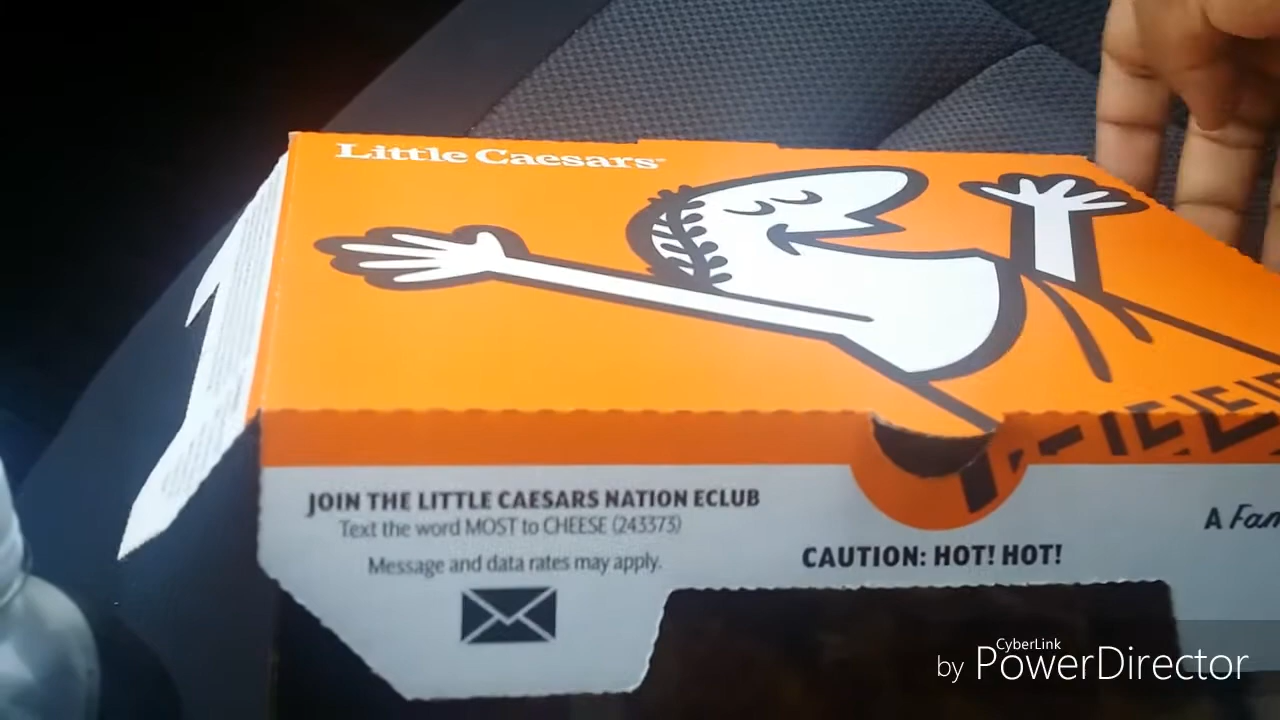 Little Caesars
JOIN THE LITTLE CAESARS NATION ECLUB
Text the word MOST to CHEESE (243373)
Message and data rates may apply.
CAUTION: HOT! HOT!
A Fam
by CyberLink
PowerDirector